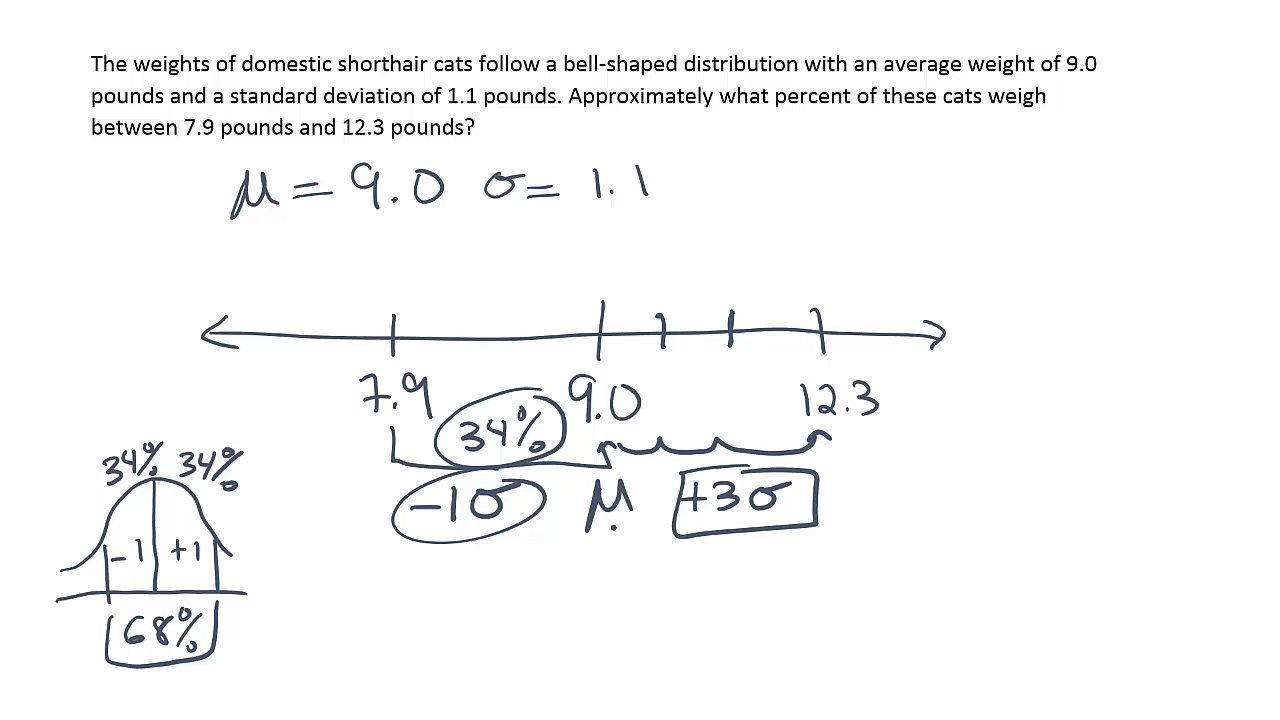 The weights of domestic shorthair cats follow a bell-shaped distribution with an average weight of 9.0
pounds and a standard deviation of 1.1 pounds. Approximately what percent of these cats weigh
between 7.9 pounds and 12.3 pounds?
μ = 9.0 σ = 1.1
7.9 9.0 12.3
34%
34% 34%
-1σ μ +3σ
-1 +1
68%